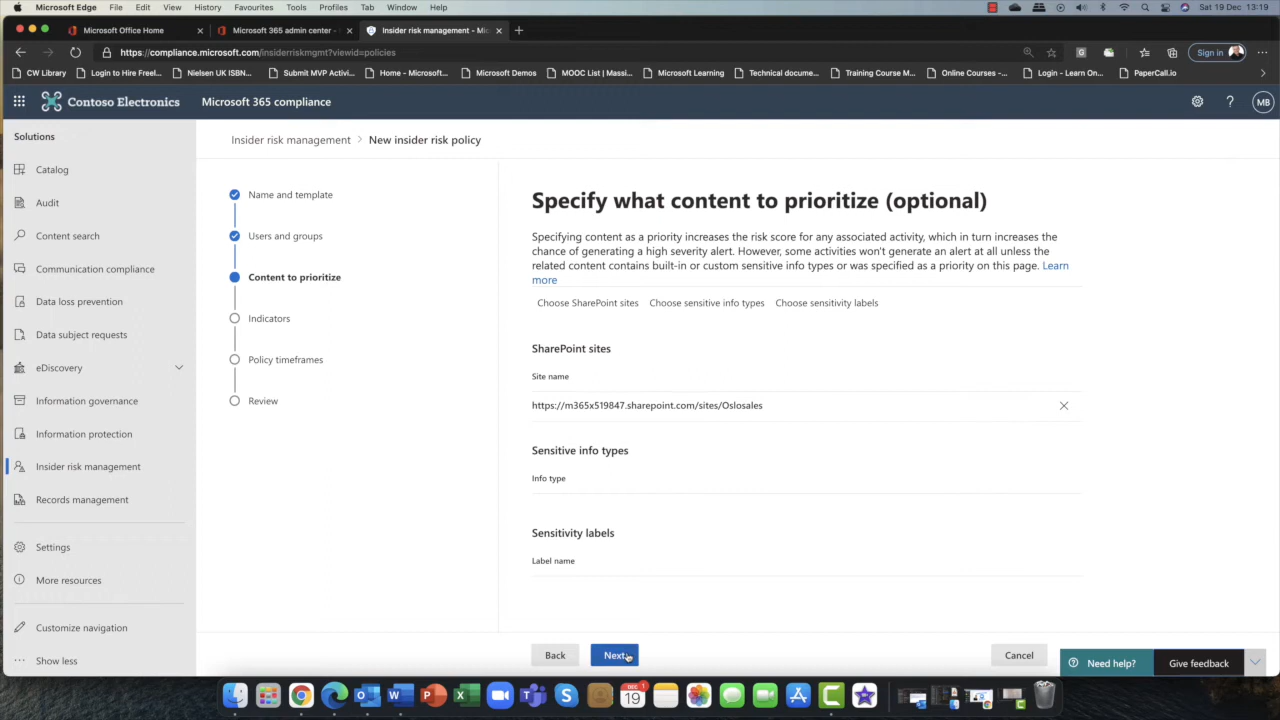 Microsoft Edge File Edit View History Favourites Tools Profiles Tab Window Help
Sat 19 Dec 13:19
Microsoft Office Home
Microsoft 365 admin center -
Insider risk management - Mic
https://compliance.microsoft.com/insiderriskmgmt?viewid=policies
Sign in
CW Library
Login to Hire Freel...
Nielsen UK ISBN...
Submit MVP Activi...
Home - Microsoft...
Microsoft Demos
MOOC List | Massi...
Microsoft Learning
Technical docume...
Training Course M...
Online Courses -...
Login - Learn On...
PaperCall.io
Contoso Electronics
Microsoft 365 compliance
MB
Solutions
Catalog
Audit
Content search
Communication compliance
Data loss prevention
Data subject requests
eDiscovery
Information governance
Information protection
Insider risk management
Records management
Settings
More resources
Customize navigation
Show less
Insider risk management > New insider risk policy
Name and template
Users and groups
Content to prioritize
Indicators
Policy timeframes
Review
Specify what content to prioritize (optional)
Specifying content as a priority increases the risk score for any associated activity, which in turn increases the
chance of generating a high severity alert. However, some activities won't generate an alert at all unless the
related content contains built-in or custom sensitive info types or was specified as a priority on this page. Learn
more
Choose SharePoint sites Choose sensitive info types Choose sensitivity labels
SharePoint sites
Site name
https://m365x519847.sharepoint.com/sites/Oslosales
Sensitive info types
Info type
Sensitivity labels
Label name
Back
Next
Cancel
Need help?
Give feedback
DEC
19